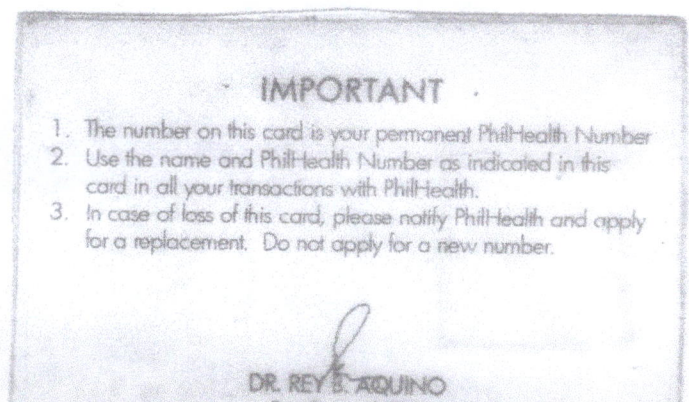 IMPORTANT
1. The number on this card is your permanent PhilHealth Number
2. Use the name and PhilHealth Number as indicated in this
card in all your transactions with PhilHealth.
3. In case of loss of this card, please notify PhilHealth and apply
for a replacement. Do not apply for a new number.
DR. REY B. AQUINO